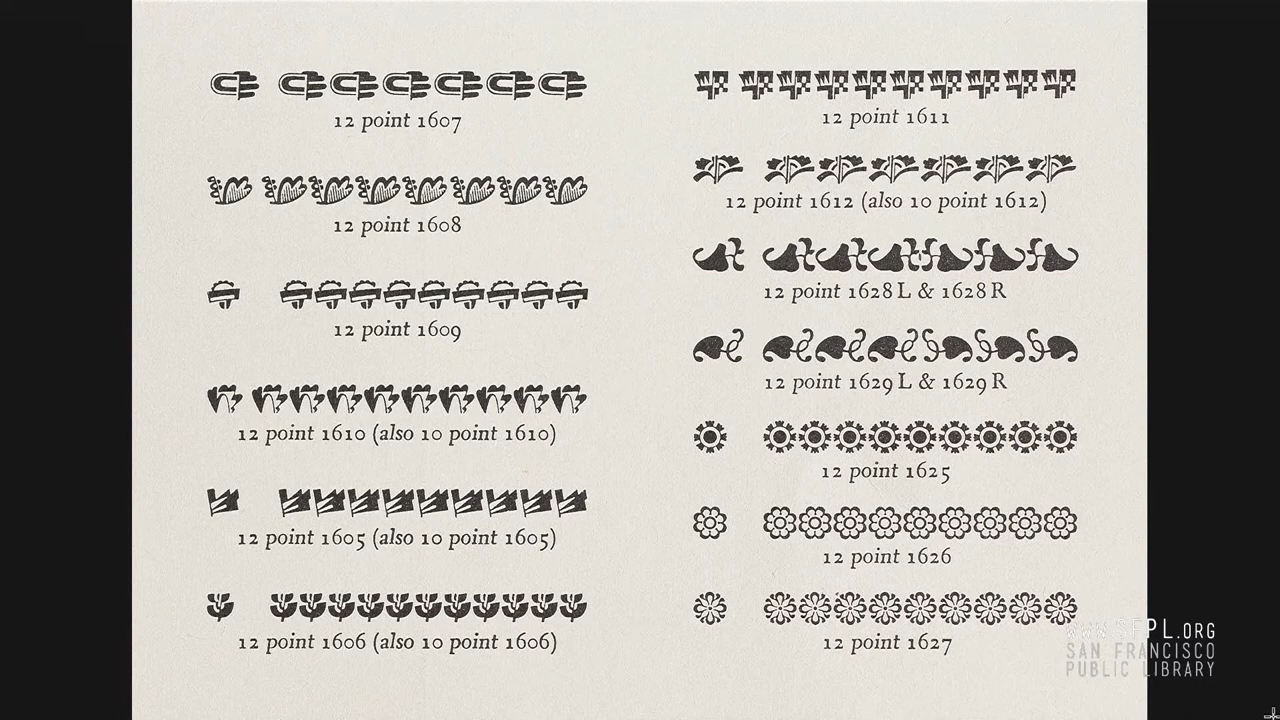 12 point 1607
12 point 1608
12 point 1609
12 point 1610 (also 10 point 1610)
12 point 1605 (also 10 point 1605)
12 point 1606 (also 10 point 1606)
12 point 1611
12 point 1612 (also 10 point 1612)
12 point 1628 L & 1628 R
12 point 1629 L & 1629 R
12 point 1625
12 point 1626
12 point 1627
WWW.SFPL.ORG
SAN FRANCISCO
PUBLIC LIBRARY